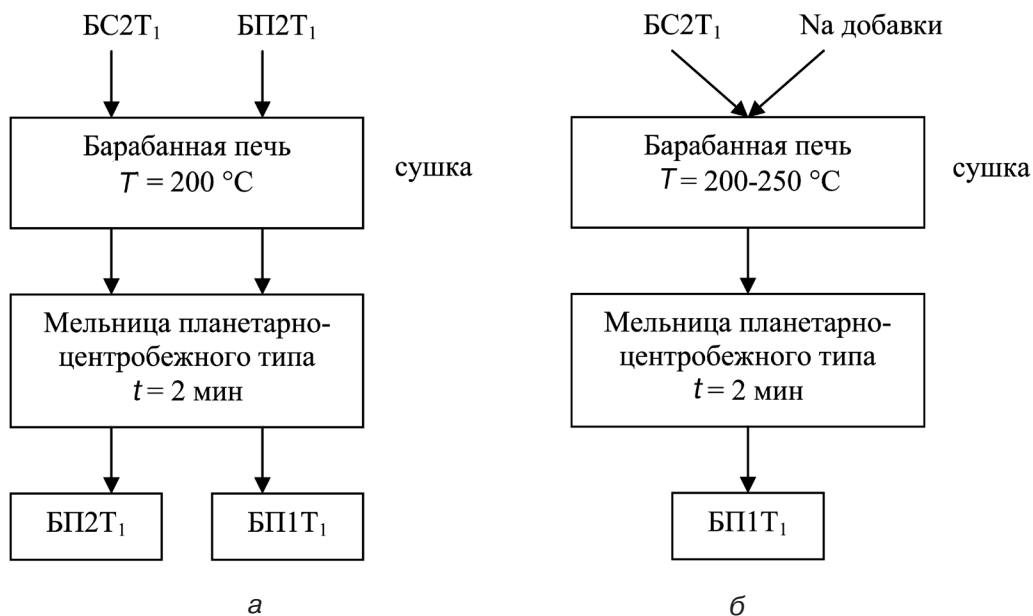 БС2Т₁ БП2Т₁
Барабанная печь
T = 200 °C
сушка
Мельница планетарно-
центробежного типа
t = 2 мин
БП2Т₁ БП1Т₁
а
БС2Т₁ Na добавки
Барабанная печь
T = 200-250 °C
сушка
Мельница планетарно-
центробежного типа
t = 2 мин
БП1Т₁
б